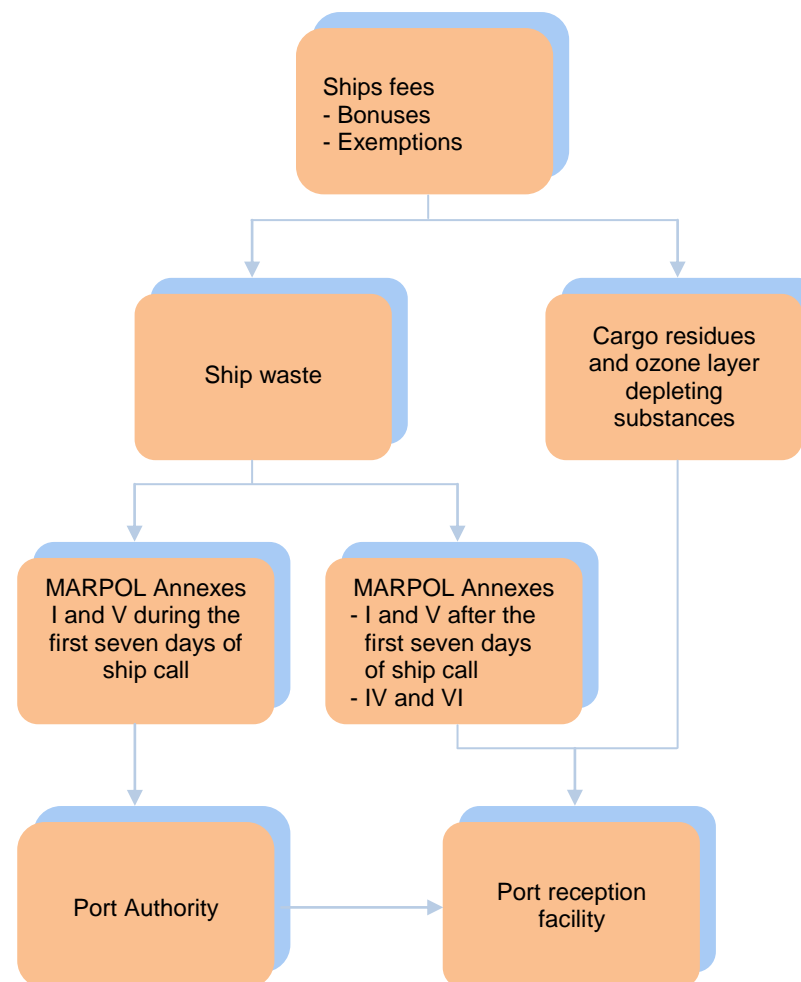 Ships fees
- Bonuses
- Exemptions
Ship waste
Cargo residues
and ozone layer
depleting
substances
MARPOL Annexes
I and V during the
first seven days of
ship call
MARPOL Annexes
- I and V after the
first seven days
of ship call
- IV and VI
Port Authority
Port reception
facility